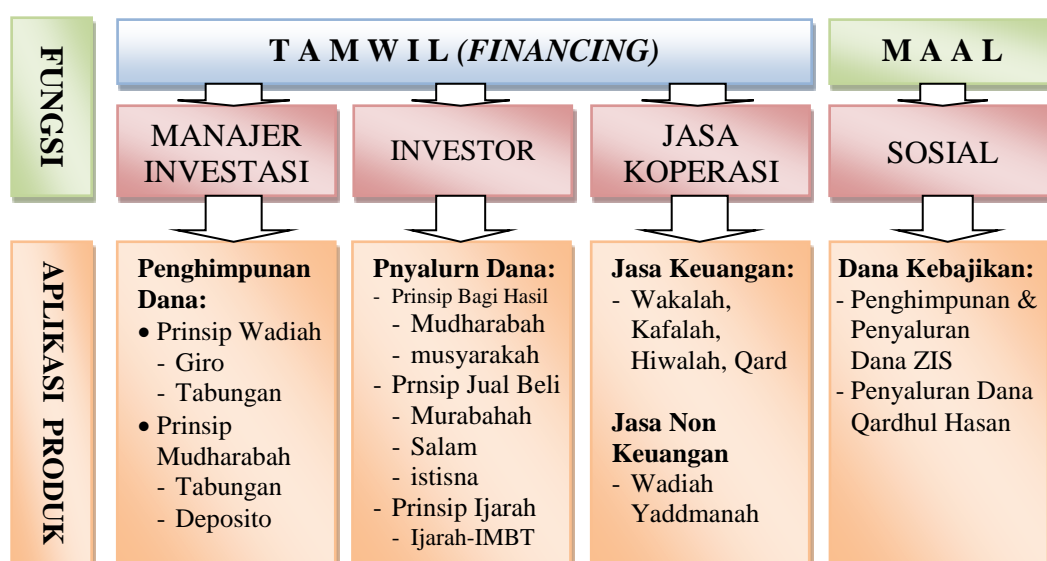 FUNGSI
T A M W I L (FINANCING)
M A A L
MANAJER
INVESTASI
INVESTOR
JASA
KOPERASI
SOSIAL
APLIKASI PRODUK
Penghimpunan
Dana:
• Prinsip Wadiah
- Giro
- Tabungan
• Prinsip
Mudharabah
- Tabungan
- Deposito
Pnyalurn Dana:
- Prinsip Bagi Hasil
- Mudharabah
- musyarakah
- Prnsip Jual Beli
- Murabahah
- Salam
- istisna
- Prinsip Ijarah
- Ijarah-IMBT
Jasa Keuangan:
- Wakalah,
Kafalah,
Hiwalah, Qard
Jasa Non
Keuangan
- Wadiah
Yaddmanah
Dana Kebajikan:
- Penghimpunan &
Penyaluran
Dana ZIS
- Penyaluran Dana
Qardhul Hasan